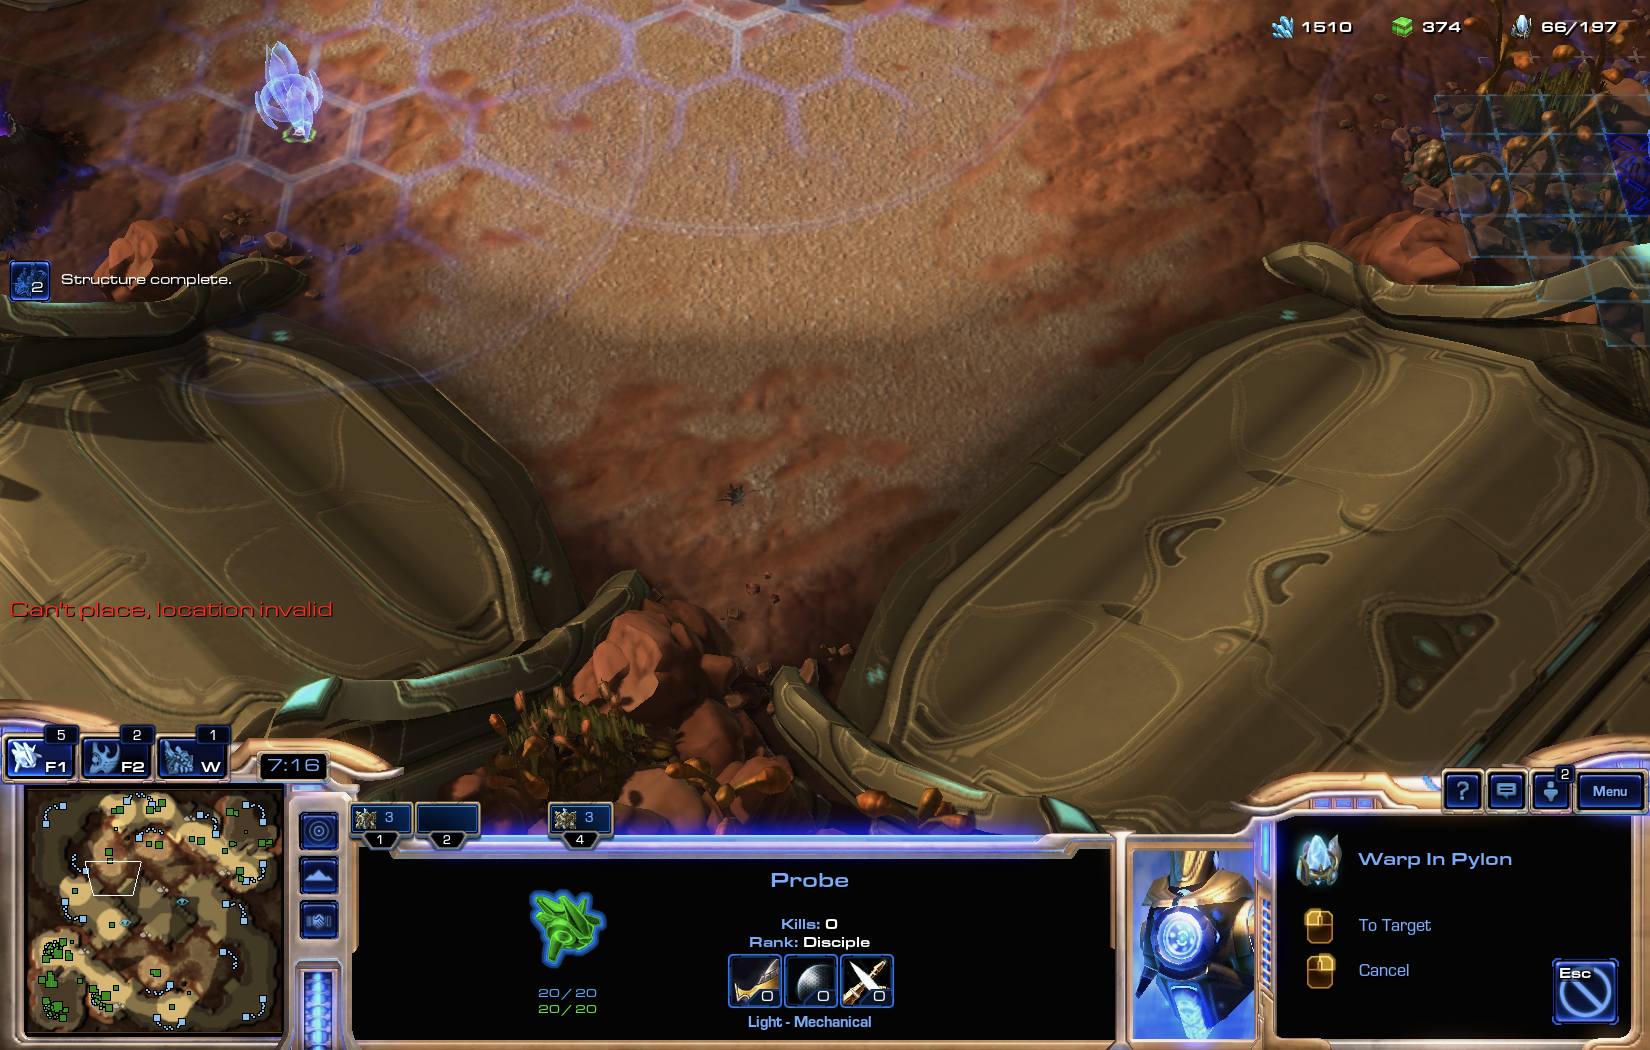 1510 374 66/197
2 Structure complete.
Can't place, location invalid
5 2 1
F1 F2 W
7:16
2
? Menu
3 3
1 2 4
Probe
Kills: 0
Rank: Disciple
0 0 0
20/20
20/20
Light - Mechanical
Warp In Pylon
To Target
Cancel
Esc